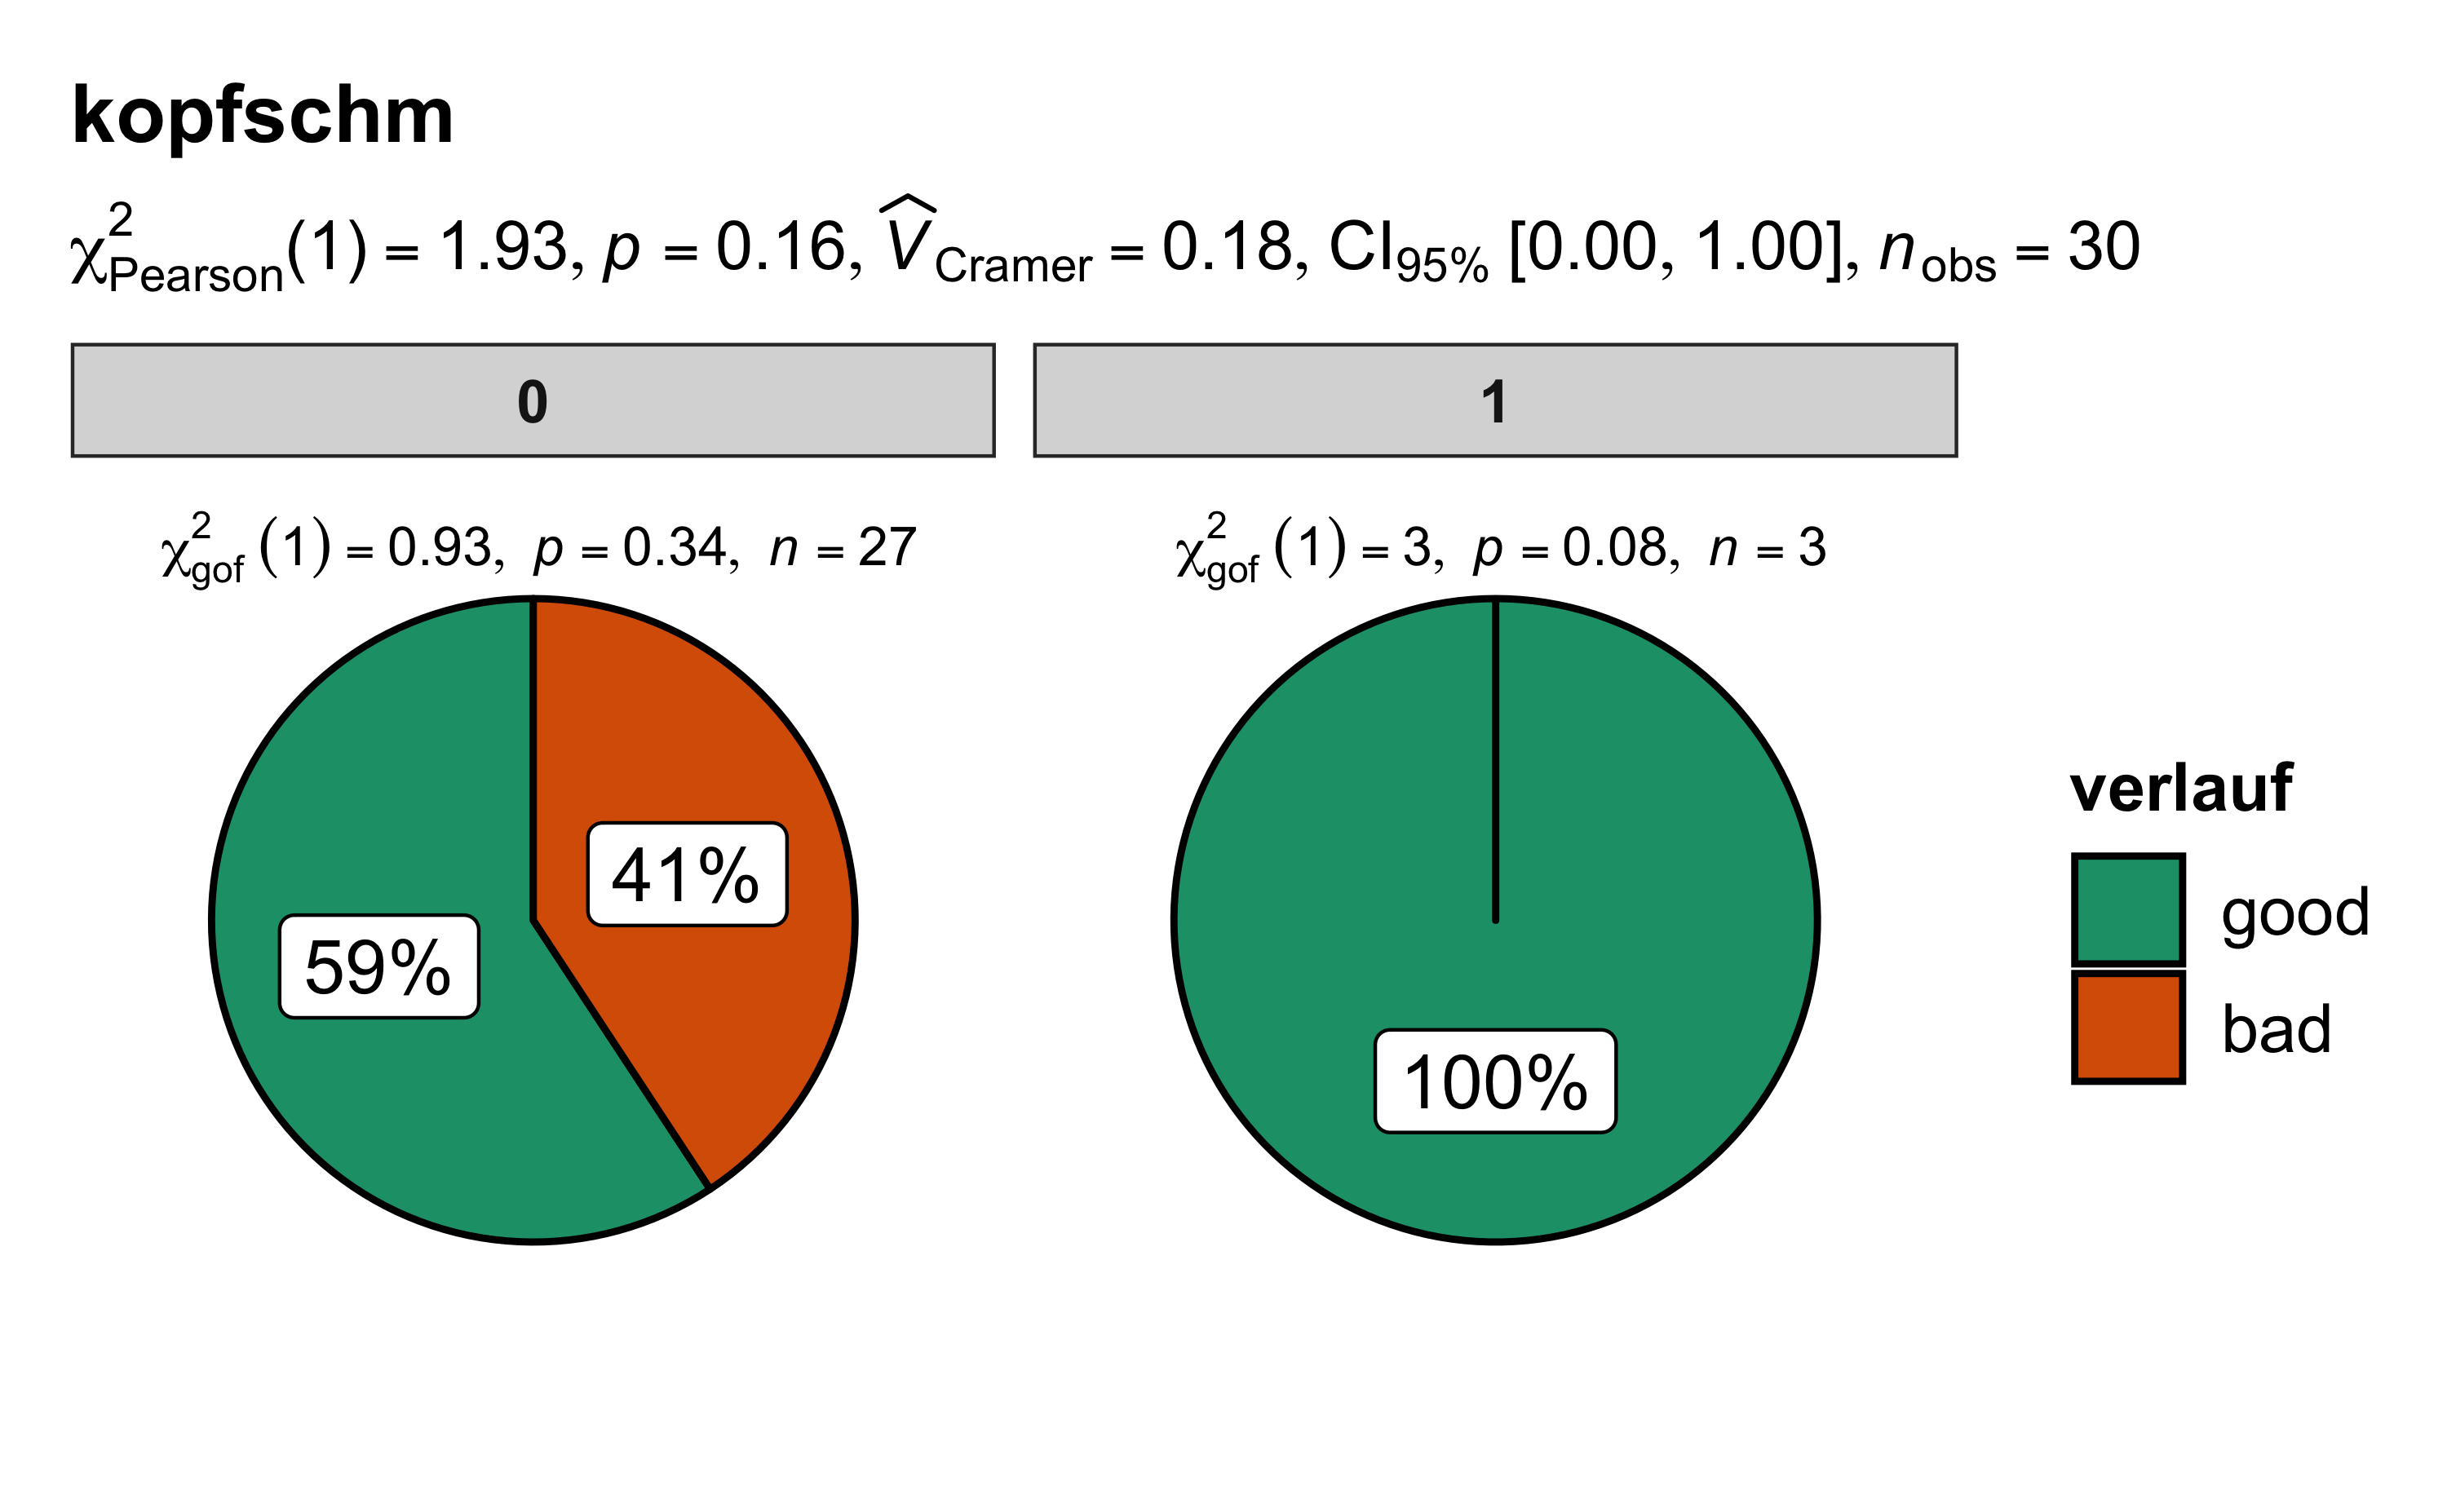 kopfschm
χ²Pearson(1) = 1.93, p = 0.16, V̂Cramer = 0.18, CI95% [0.00, 1.00], nobs = 30
0
1
χ²gof (1) = 0.93, p = 0.34, n = 27
χ²gof (1) = 3, p = 0.08, n = 3
41%
59%
100%
verlauf
good
bad